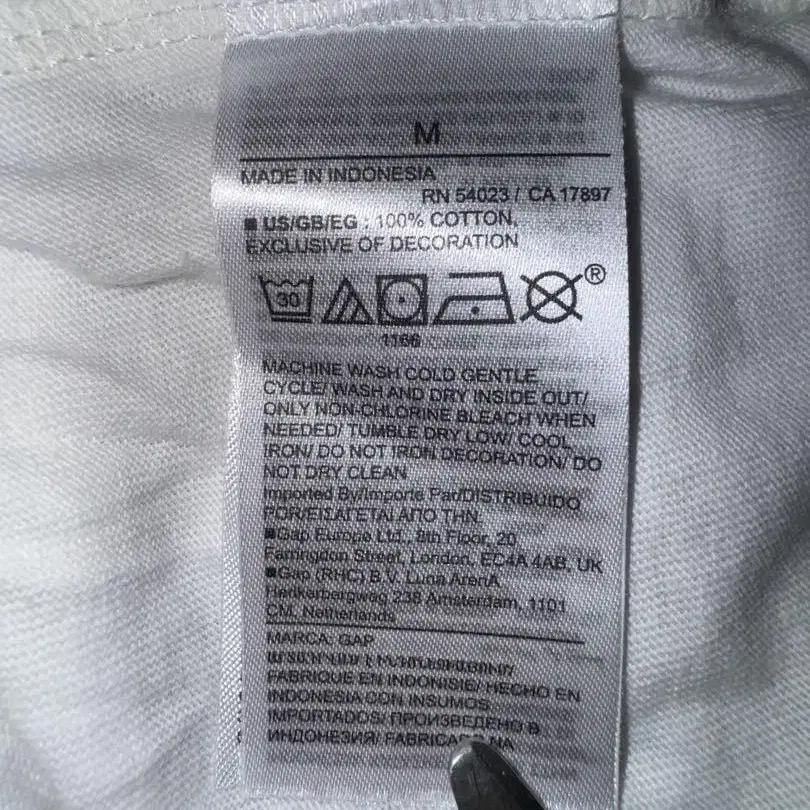 M
MADE IN INDONESIA
RN 54023 / CA 17897
■ US/GB/EG : 100% COTTON,
EXCLUSIVE OF DECORATION
30
®
1166
MACHINE WASH COLD GENTLE
CYCLE/ WASH AND DRY INSIDE OUT/
ONLY NON-CHLORINE BLEACH WHEN
NEEDED/ TUMBLE DRY LOW/ COOL
IRON/ DO NOT IRON DECORATION/ DO
NOT DRY CLEAN
Imported By/Importe Par/DISTRIBUIDO
POR/ΕΙΣΑΓΕΤΑΙ ΑΠΟ ΤΗΝ.
■Gap Europe Ltd., 8th Floor, 20
Farringdon Street, London, EC4A 4AB, UK
■Gap (RHC) B.V. Luna ArenA,
Herikerbergweg 238 Amsterdam, 1101
CM, Netherlands
MARCA: GAP
FABRIQUE EN INDONISIE/ HECHO EN
INDONESIA CON INSUMOS
IMPORTADOS/ ПРОИЗВЕДЕНО В
ИНДОНЕЗИЯ/ NA